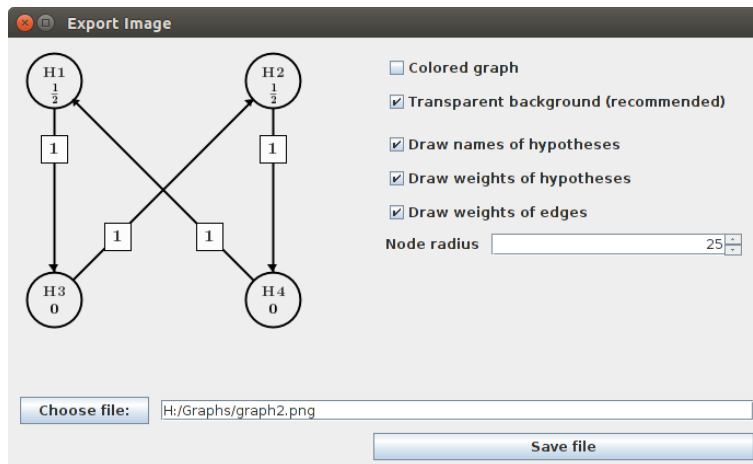 Export Image
H1
1/2
H2
1/2
1
1
1
1
H3
0
H4
0
Colored graph
Transparent background (recommended)
Draw names of hypotheses
Draw weights of hypotheses
Draw weights of edges
Node radius 25
Choose file: H:/Graphs/graph2.png
Save file